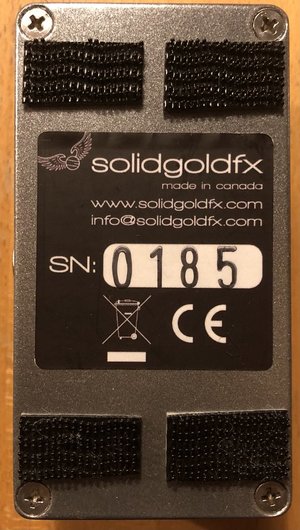 solidgoldfx
made in canada
www.solidgoldfx.com
info@solidgoldfx.com
SN: 0185
CE